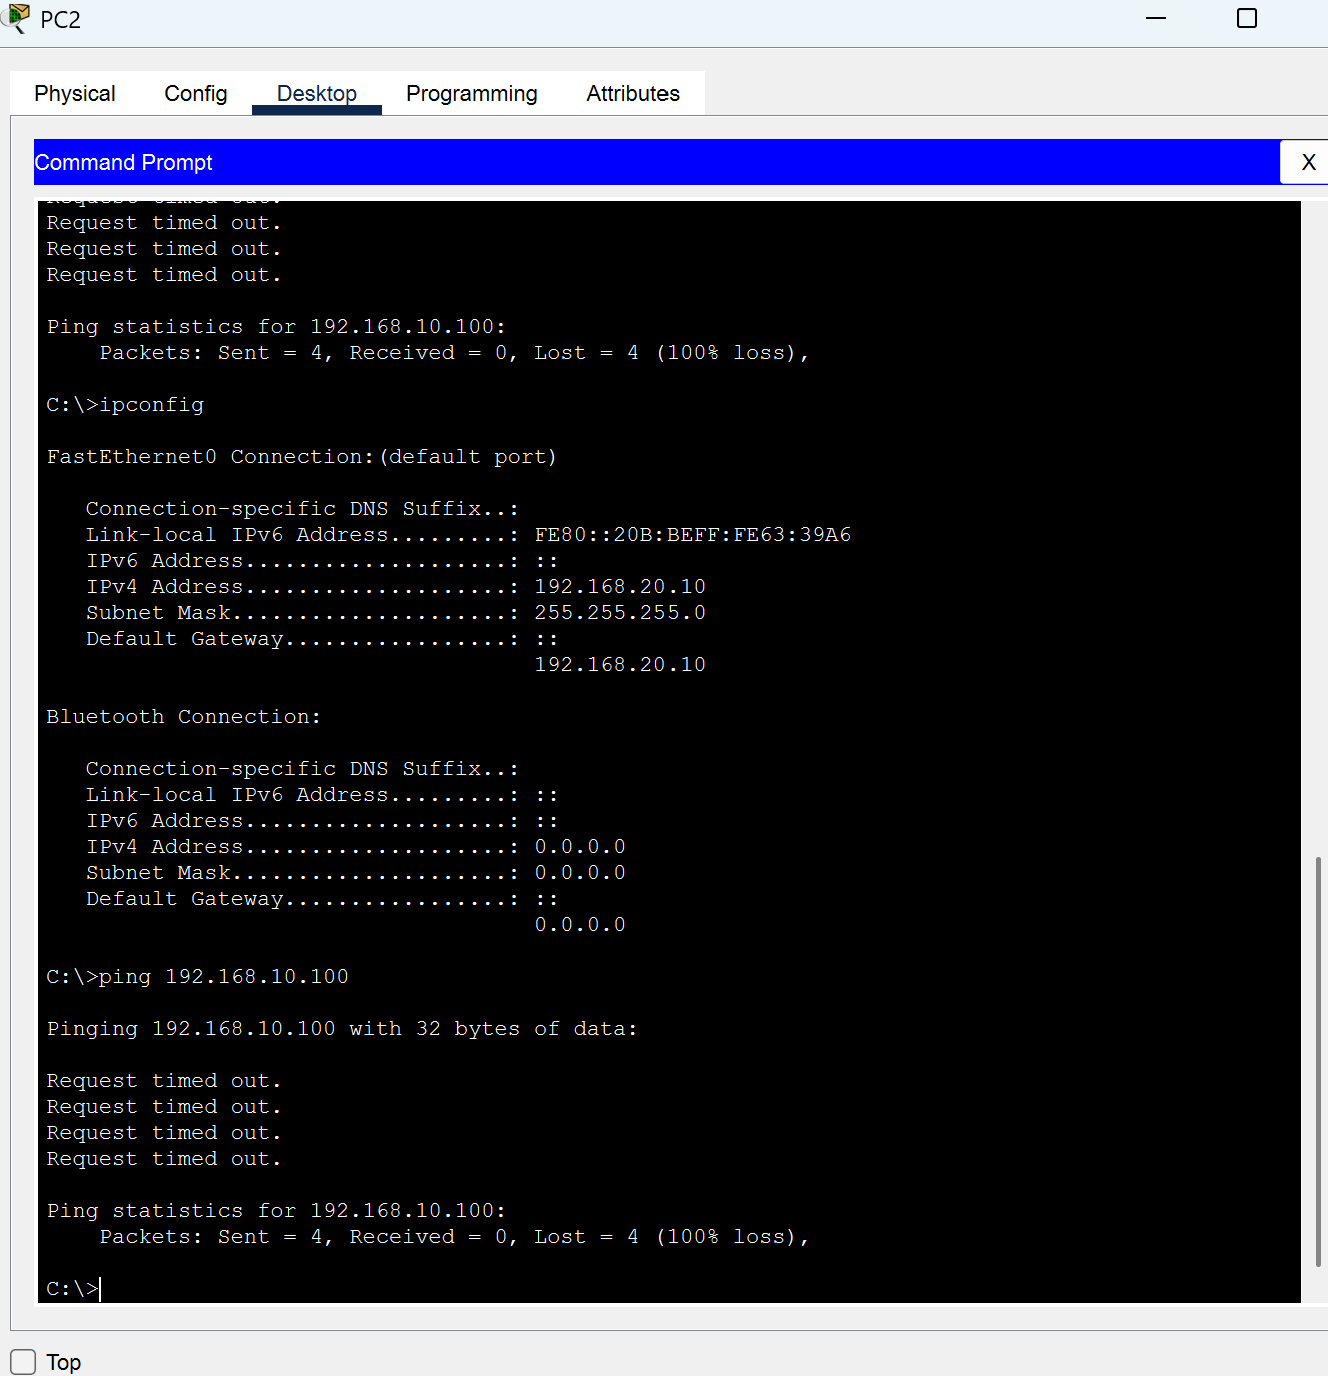 PC2
Physical Config Desktop Programming Attributes
Command Prompt
X
Request timed out.
Request timed out.
Request timed out.
Request timed out.
Ping statistics for 192.168.10.100:
Packets: Sent = 4, Received = 0, Lost = 4 (100% loss),
C:\>ipconfig
FastEthernet0 Connection:(default port)
Connection-specific DNS Suffix..:
Link-local IPv6 Address.........: FE80::20B:BEFF:FE63:39A6
IPv6 Address....................: ::
IPv4 Address....................: 192.168.20.10
Subnet Mask.....................: 255.255.255.0
Default Gateway.................: ::
192.168.20.10
Bluetooth Connection:
Connection-specific DNS Suffix..:
Link-local IPv6 Address.........: ::
IPv6 Address....................: ::
IPv4 Address....................: 0.0.0.0
Subnet Mask.....................: 0.0.0.0
Default Gateway.................: ::
0.0.0.0
C:\>ping 192.168.10.100
Pinging 192.168.10.100 with 32 bytes of data:
Request timed out.
Request timed out.
Request timed out.
Request timed out.
Ping statistics for 192.168.10.100:
Packets: Sent = 4, Received = 0, Lost = 4 (100% loss),
C:\>
Top